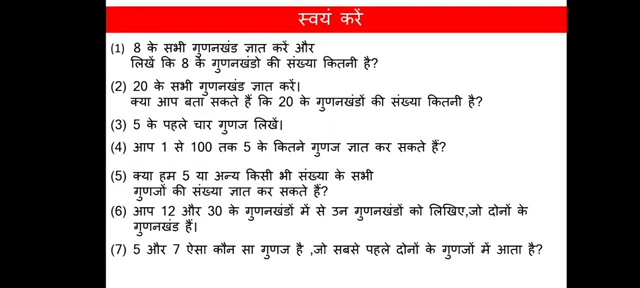 स्वयं करें
(1) 8 के सभी गुणनखंड ज्ञात करें और
लिखें कि 8 के गुणनखंडो की संख्या कितनी है?
(2) 20 के सभी गुणनखंड ज्ञात करें।
क्या आप बता सकते हैं कि 20 के गुणनखंडों की संख्या कितनी है?
(3) 5 के पहले चार गुणज लिखें।
(4) आप 1 से 100 तक 5 के कितने गुणज ज्ञात कर सकते हैं?
(5) क्या हम 5 या अन्य किसी भी संख्या के सभी
गुणजों की संख्या ज्ञात कर सकते हैं?
(6) आप 12 और 30 के गुणनखंडों में से उन गुणनखंडों को लिखिए,जो दोनों के
गुणनखंड हैं।
(7) 5 और 7 ऐसा कौन सा गुणज है ,जो सबसे पहले दोनों के गुणजों में आता है?